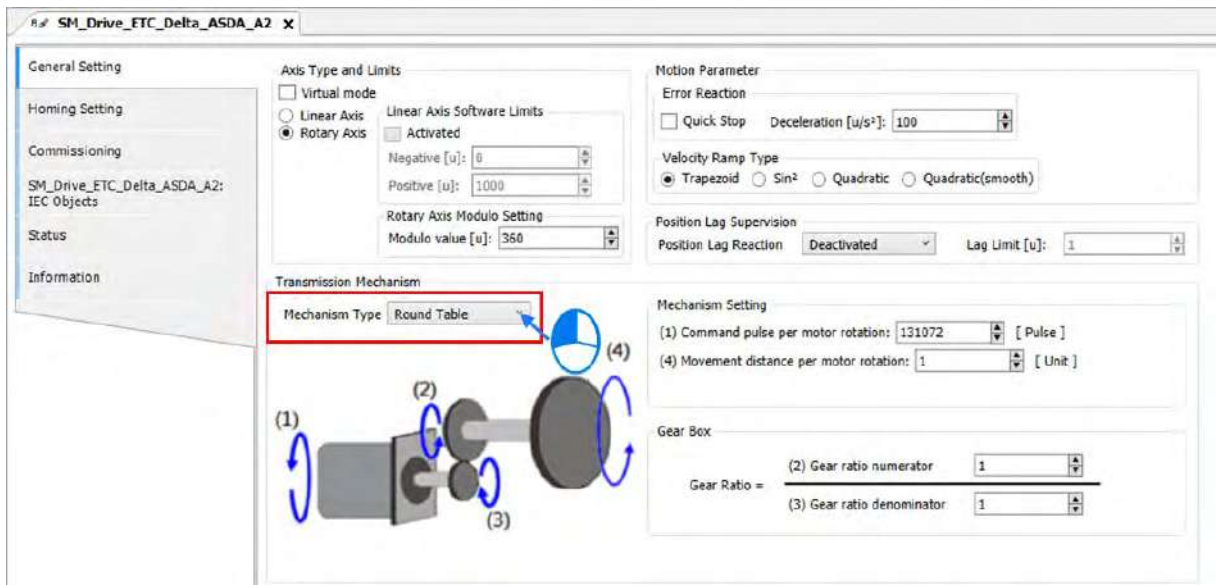 SM_Drive_ETC_Delta_ASDA_A2 X
General Setting
Homing Setting
Commissioning
SM_Drive_ETC_Delta_ASDA_A2:
IEC Objects
Status
Information
Axis Type and Limits
Virtual mode
Linear Axis
Rotary Axis
Linear Axis Software Limits
Activated
Negative [u]: 0
Positive [u]: 1000
Rotary Axis Modulo Setting
Modulo value [u]: 360
Motion Parameter
Error Reaction
Quick Stop Deceleration [u/s²]: 100
Velocity Ramp Type
Trapezoid Sin² Quadratic Quadratic(smooth)
Position Lag Supervision
Position Lag Reaction Deactivated Lag Limit [u]: 1
Transmission Mechanism
Mechanism Type Round Table
(1)
(2)
(3)
(4)
Mechanism Setting
(1) Command pulse per motor rotation: 131072 [ Pulse ]
(4) Movement distance per motor rotation: 1 [ Unit ]
Gear Box
Gear Ratio =
(2) Gear ratio numerator 1
(3) Gear ratio denominator 1